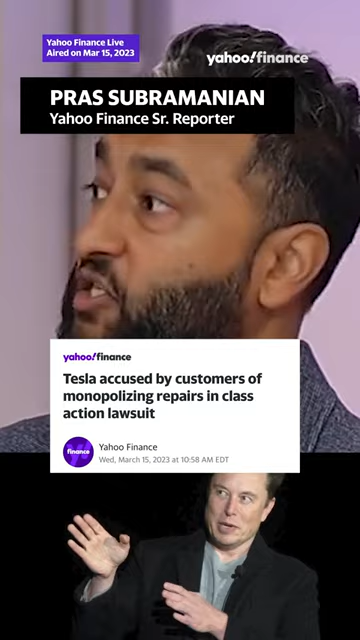 Yahoo Finance Live
Aired on Mar 15, 2023
yahoo!finance
PRAS SUBRAMANIAN
Yahoo Finance Sr. Reporter
yahoo!finance
Tesla accused by customers of
monopolizing repairs in class
action lawsuit
finance
Yahoo Finance
Wed, March 15, 2023 at 10:58 AM EDT